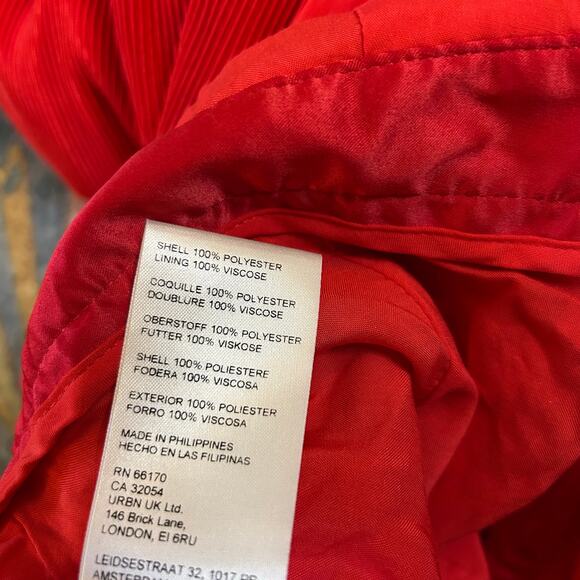 SHELL 100% POLYESTER
LINING 100% VISCOSE
COQUILLE 100% POLYESTER
DOUBLURE 100% VISCOSE
OBERSTOFF 100% POLYESTER
FUTTER 100% VISKOSE
SHELL 100% POLIESTERE
FODERA 100% VISCOSA
EXTERIOR 100% POLIESTER
FORRO 100% VISCOSA
MADE IN PHILIPPINES
HECHO EN LAS FILIPINAS
RN 66170
CA 32054
URBN UK Ltd.
146 Brick Lane,
LONDON, EI 6RU
LEIDSESTRAAT 32, 1017 PB
AMSTERDAM